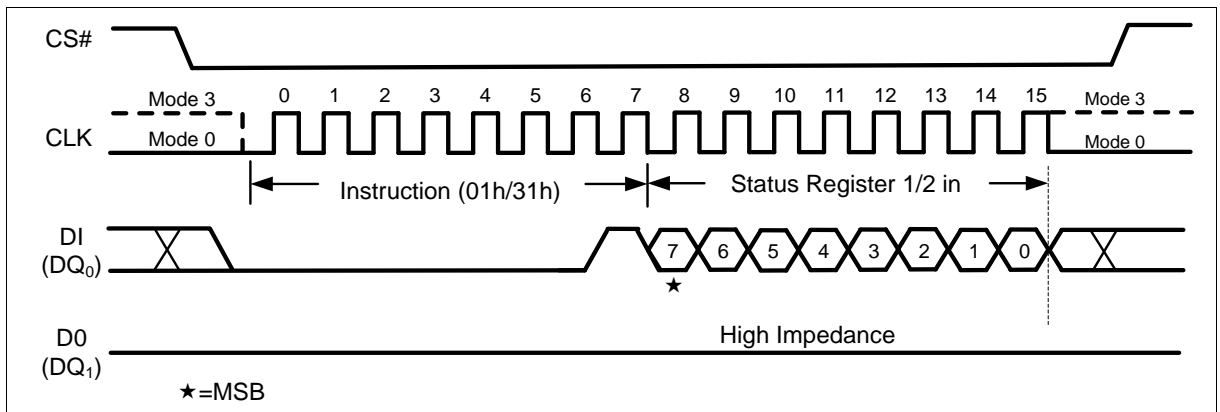 CS#
Mode 3 0 1 2 3 4 5 6 7 8 9 10 11 12 13 14 15 Mode 3
CLK Mode 0 Mode 0
Instruction (01h/31h) Status Register 1/2 in
DI
(DQ₀) 7 6 5 4 3 2 1 0
★
High Impedance
D0
(DQ₁)
★=MSB